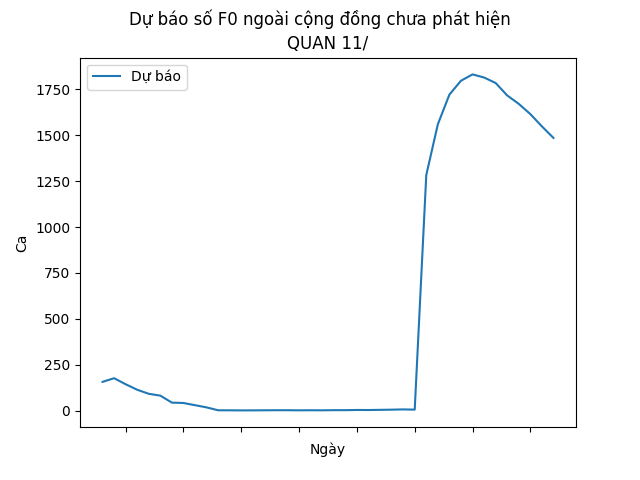 Dự báo số F0 ngoài cộng đồng chưa phát hiện
QUAN 11/
Dự báo
1750
1500
1250
1000
750
500
250
0
Ca
Ngày